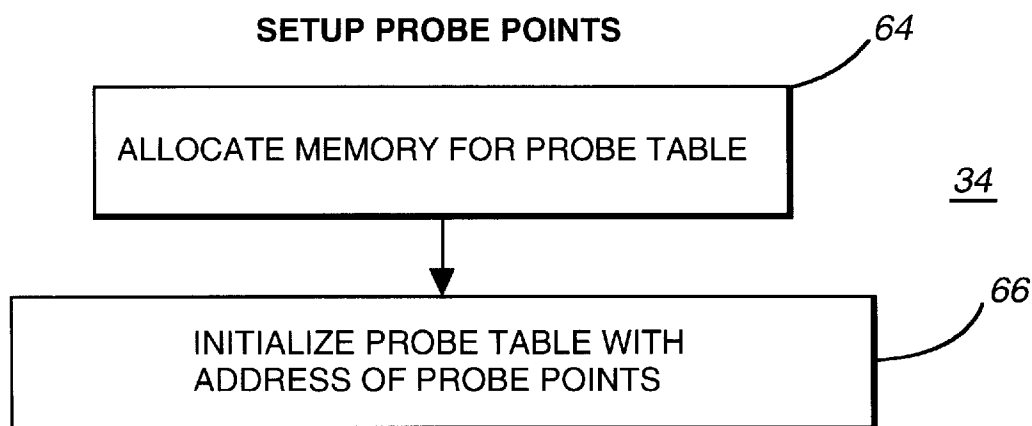 SETUP PROBE POINTS
64
ALLOCATE MEMORY FOR PROBE TABLE
34
66
INITIALIZE PROBE TABLE WITH
ADDRESS OF PROBE POINTS